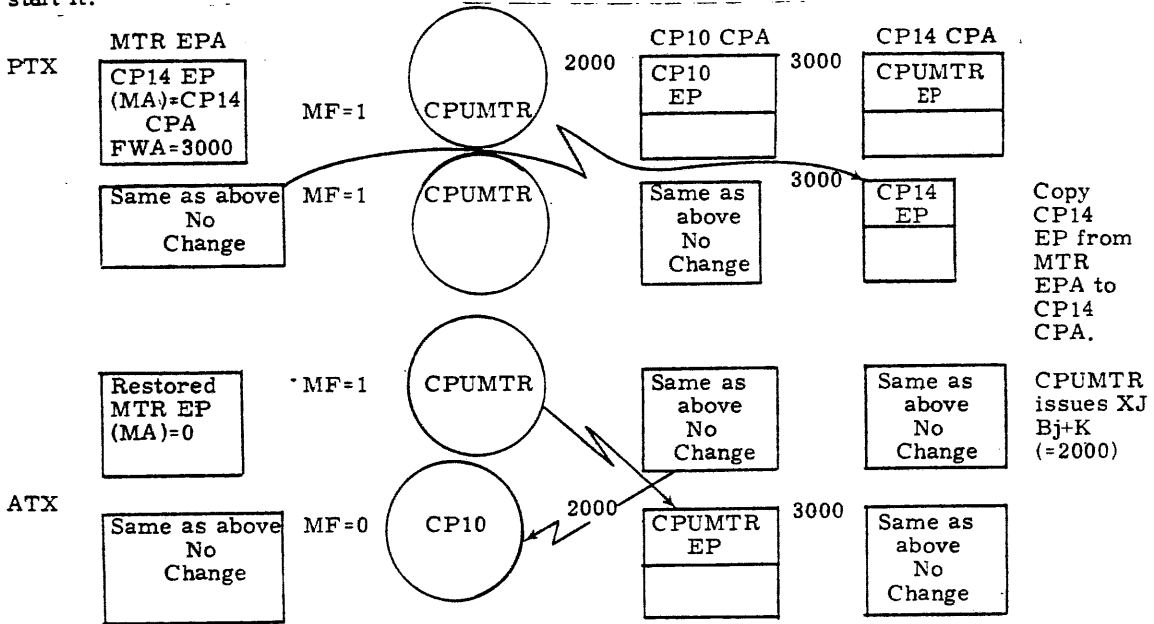 start it.
MTR EPA
CP10 CPA
CP14 CPA
PTX
CP14 EP
(MA)=CP14
CPA
FWA=3000
MF=1
CPUMTR
2000
CP10
EP
3000
CPUMTR
EP
Same as above
No
Change
MF=1
CPUMTR
Same as
above
No
Change
3000
CP14
EP
Copy
CP14
EP from
MTR
EPA to
CP14
CPA.
Restored
MTR EP
(MA)=0
MF=1
CPUMTR
Same as
above
No
Change
Same as
above
No
Change
CPUMTR
issues XJ
Bj+K
(=2000)
ATX
Same as above
No
Change
MF=0
CP10
2000
CPUMTR
EP
3000
Same as
above
No
Change